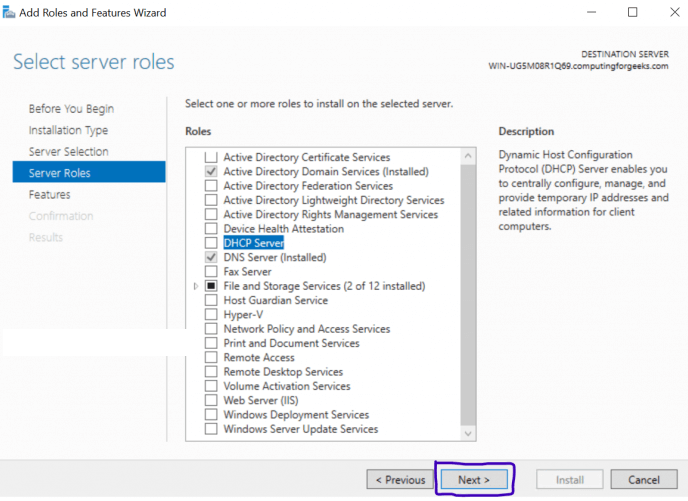 Add Roles and Features Wizard
Select server roles
DESTINATION SERVER
WIN-UG5M08R1Q69.computingforgeeks.com
Before You Begin
Installation Type
Server Selection
Server Roles
Features
Confirmation
Results
Select one or more roles to install on the selected server.
Roles
Active Directory Certificate Services
Active Directory Domain Services (Installed)
Active Directory Federation Services
Active Directory Lightweight Directory Services
Active Directory Rights Management Services
Device Health Attestation
DHCP Server
DNS Server (Installed)
Fax Server
File and Storage Services (2 of 12 installed)
Host Guardian Service
Hyper-V
Network Policy and Access Services
Print and Document Services
Remote Access
Remote Desktop Services
Volume Activation Services
Web Server (IIS)
Windows Deployment Services
Windows Server Update Services
Description
Dynamic Host Configuration
Protocol (DHCP) Server enables you
to centrally configure, manage, and
provide temporary IP addresses and
related information for client
computers.
< Previous
Next >
Install
Cancel